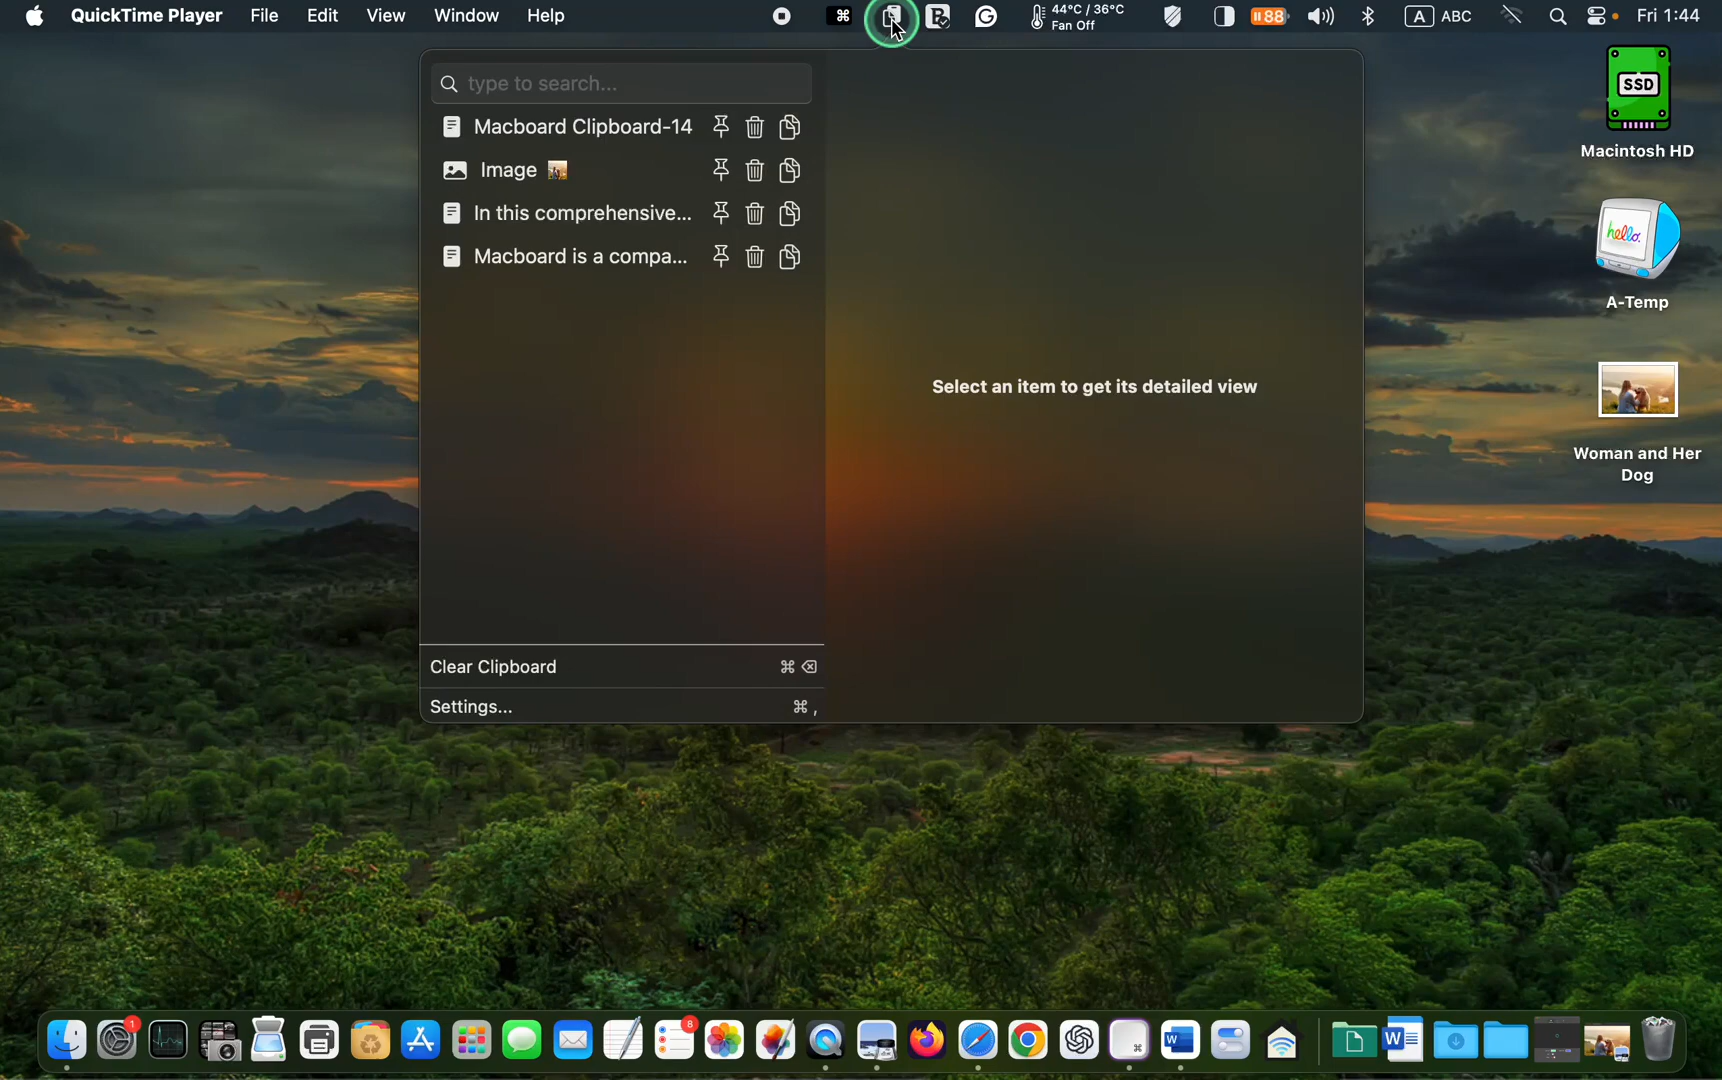 QuickTime Player File Edit View Window Help 44°C / 36°C 88 A ABC Fri 1:44
Fan Off
type to search...
Macboard Clipboard-14
Image
In this comprehensive...
Macboard is a compa...
Select an item to get its detailed view
Clear Clipboard ⌘ ⌫
Settings... ⌘ ,
SSD
Macintosh HD
hello.
A-Temp
Woman and Her
Dog
1
8
W
W